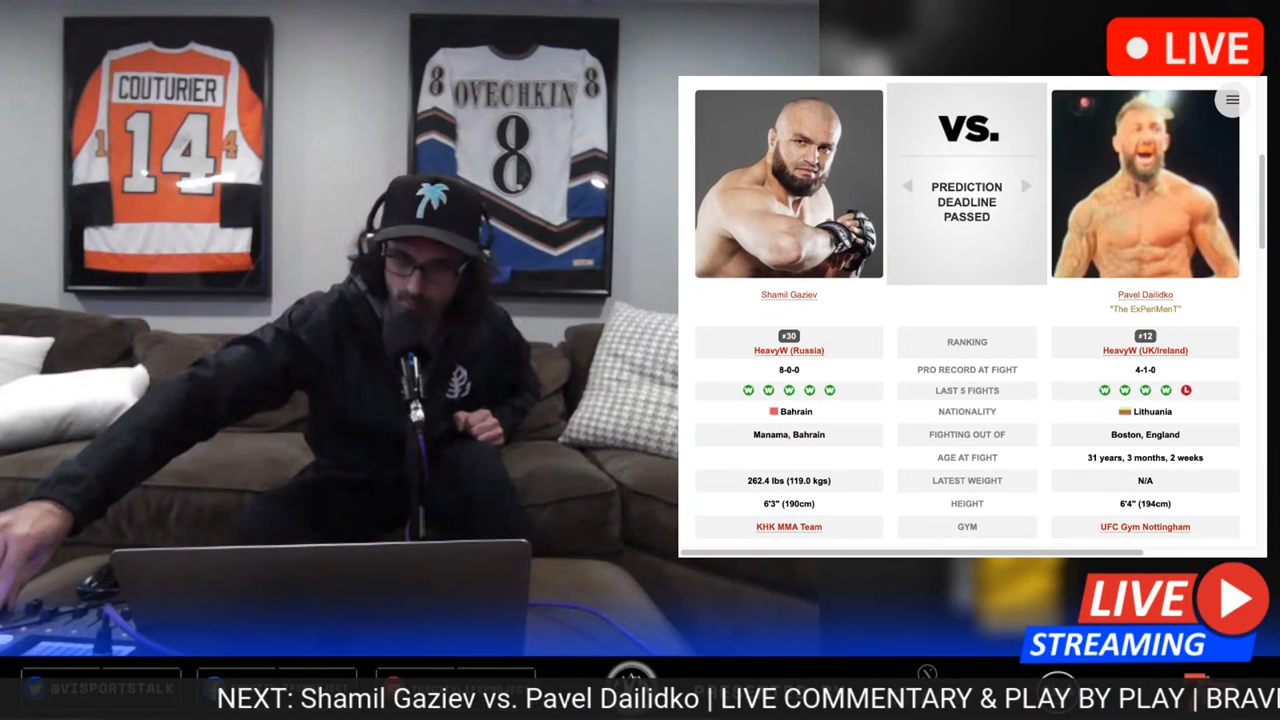 COUTURIER
14
14
8
OVECHKIN
8
8
LIVE
VS.
PREDICTION
DEADLINE
PASSED
Shamil Gaziev
Pavel Dailidko
"The ExPeriMenT"
#30
HeavyW (Russia)
RANKING
#12
HeavyW (UK/Ireland)
8-0-0
PRO RECORD AT FIGHT
4-1-0
W W W W W
LAST 5 FIGHTS
W W W W L
Bahrain
NATIONALITY
Lithuania
Manama, Bahrain
FIGHTING OUT OF
Boston, England
AGE AT FIGHT
31 years, 3 months, 2 weeks
262.4 lbs (119.0 kgs)
LATEST WEIGHT
N/A
6'3" (190cm)
HEIGHT
6'4" (194cm)
KHK MMA Team
GYM
UFC Gym Nottingham
LIVE
STREAMING
@VISPORTSTALK
NEXT: Shamil Gaziev vs. Pavel Dailidko | LIVE COMMENTARY & PLAY BY PLAY | BRAVE